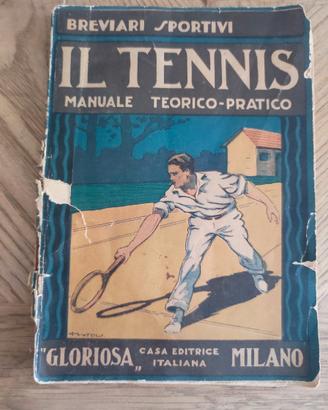 BREVIARI SPORTIVI
IL TENNIS
MANUALE TEORICO-PRATICO
"GLORIOSA„ CASA EDITRICE ITALIANA MILANO